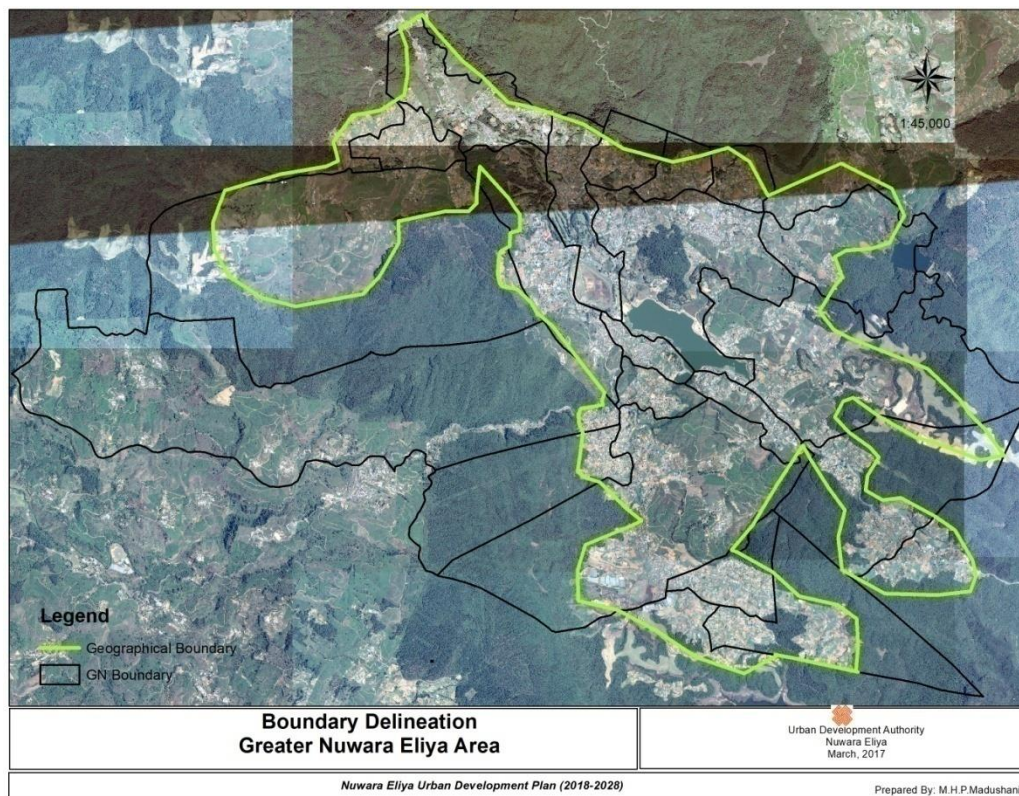 1:45,000
Legend
Geographical Boundary
GN Boundary
Boundary Delineation
Greater Nuwara Eliya Area
Urban Development Authority
Nuwara Eliya
March, 2017
Nuwara Eliya Urban Development Plan (2018-2028)
Prepared By: M.H.P.Madushani